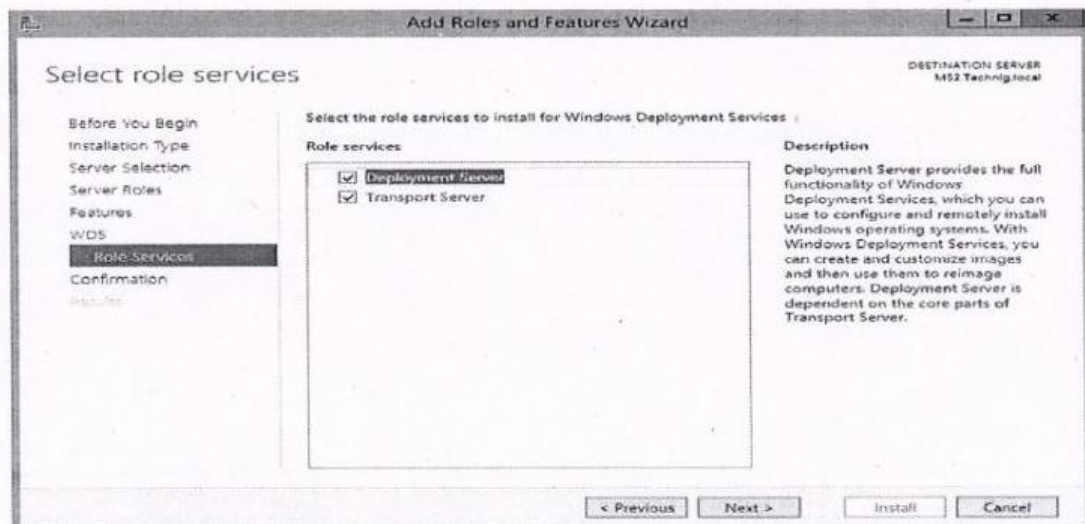 Add Roles and Features Wizard
Select role services
DESTINATION SERVER
MS2.Technig.local
Before You Begin
Installation Type
Server Selection
Server Roles
Features
WDS
Role Services
Confirmation
Results
Select the role services to install for Windows Deployment Services
Role services
Deployment Server
Transport Server
Description
Deployment Server provides the full
functionality of Windows
Deployment Services, which you can
use to configure and remotely install
Windows operating systems. With
Windows Deployment Services, you
can create and customize images
and then use them to reimage
computers. Deployment Server is
dependent on the core parts of
Transport Server.
< Previous
Next >
Install
Cancel